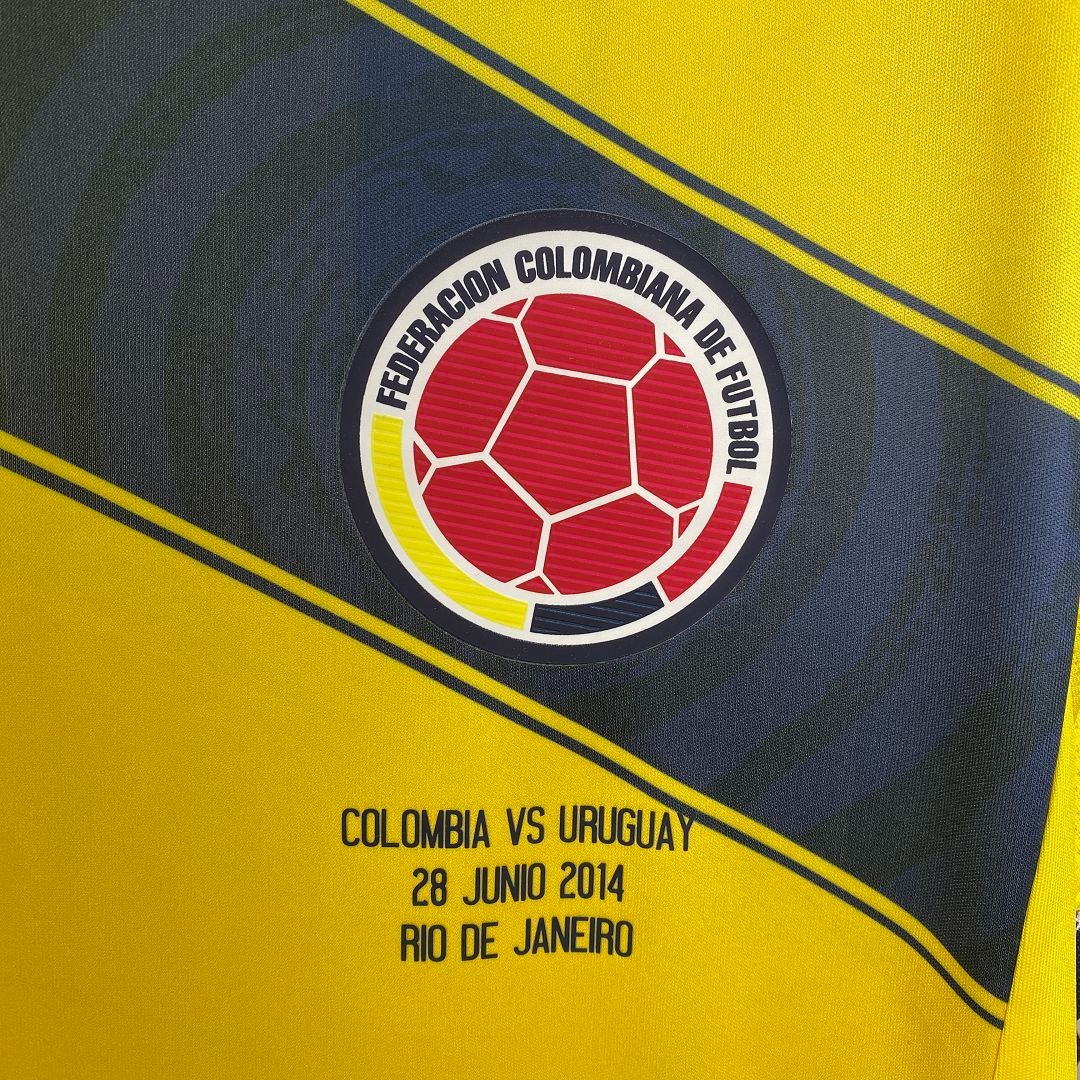 FEDERACION COLOMBIANA DE FUTBOL
COLOMBIA VS URUGUAY
28 JUNIO 2014
RIO DE JANEIRO